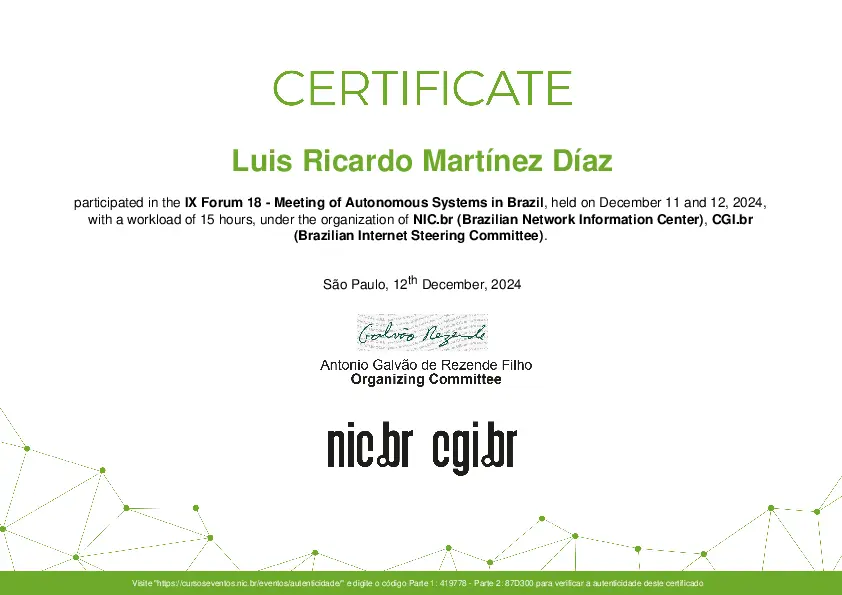 CERTIFICATE
Luis Ricardo Martínez Díaz
participated in the IX Forum 18 - Meeting of Autonomous Systems in Brazil, held on December 11 and 12, 2024,
with a workload of 15 hours, under the organization of NIC.br (Brazilian Network Information Center), CGI.br
(Brazilian Internet Steering Committee).
São Paulo, 12th December, 2024
Galvão Rezende
Antonio Galvão de Rezende Filho
Organizing Committee
nic.br cgi.br
Visite "https://cursoseventos.nic.br/eventos/autenticidade/" e digite o código Parte 1: 419778 - Parte 2: 87D300 para verificar a autenticidade deste certificado